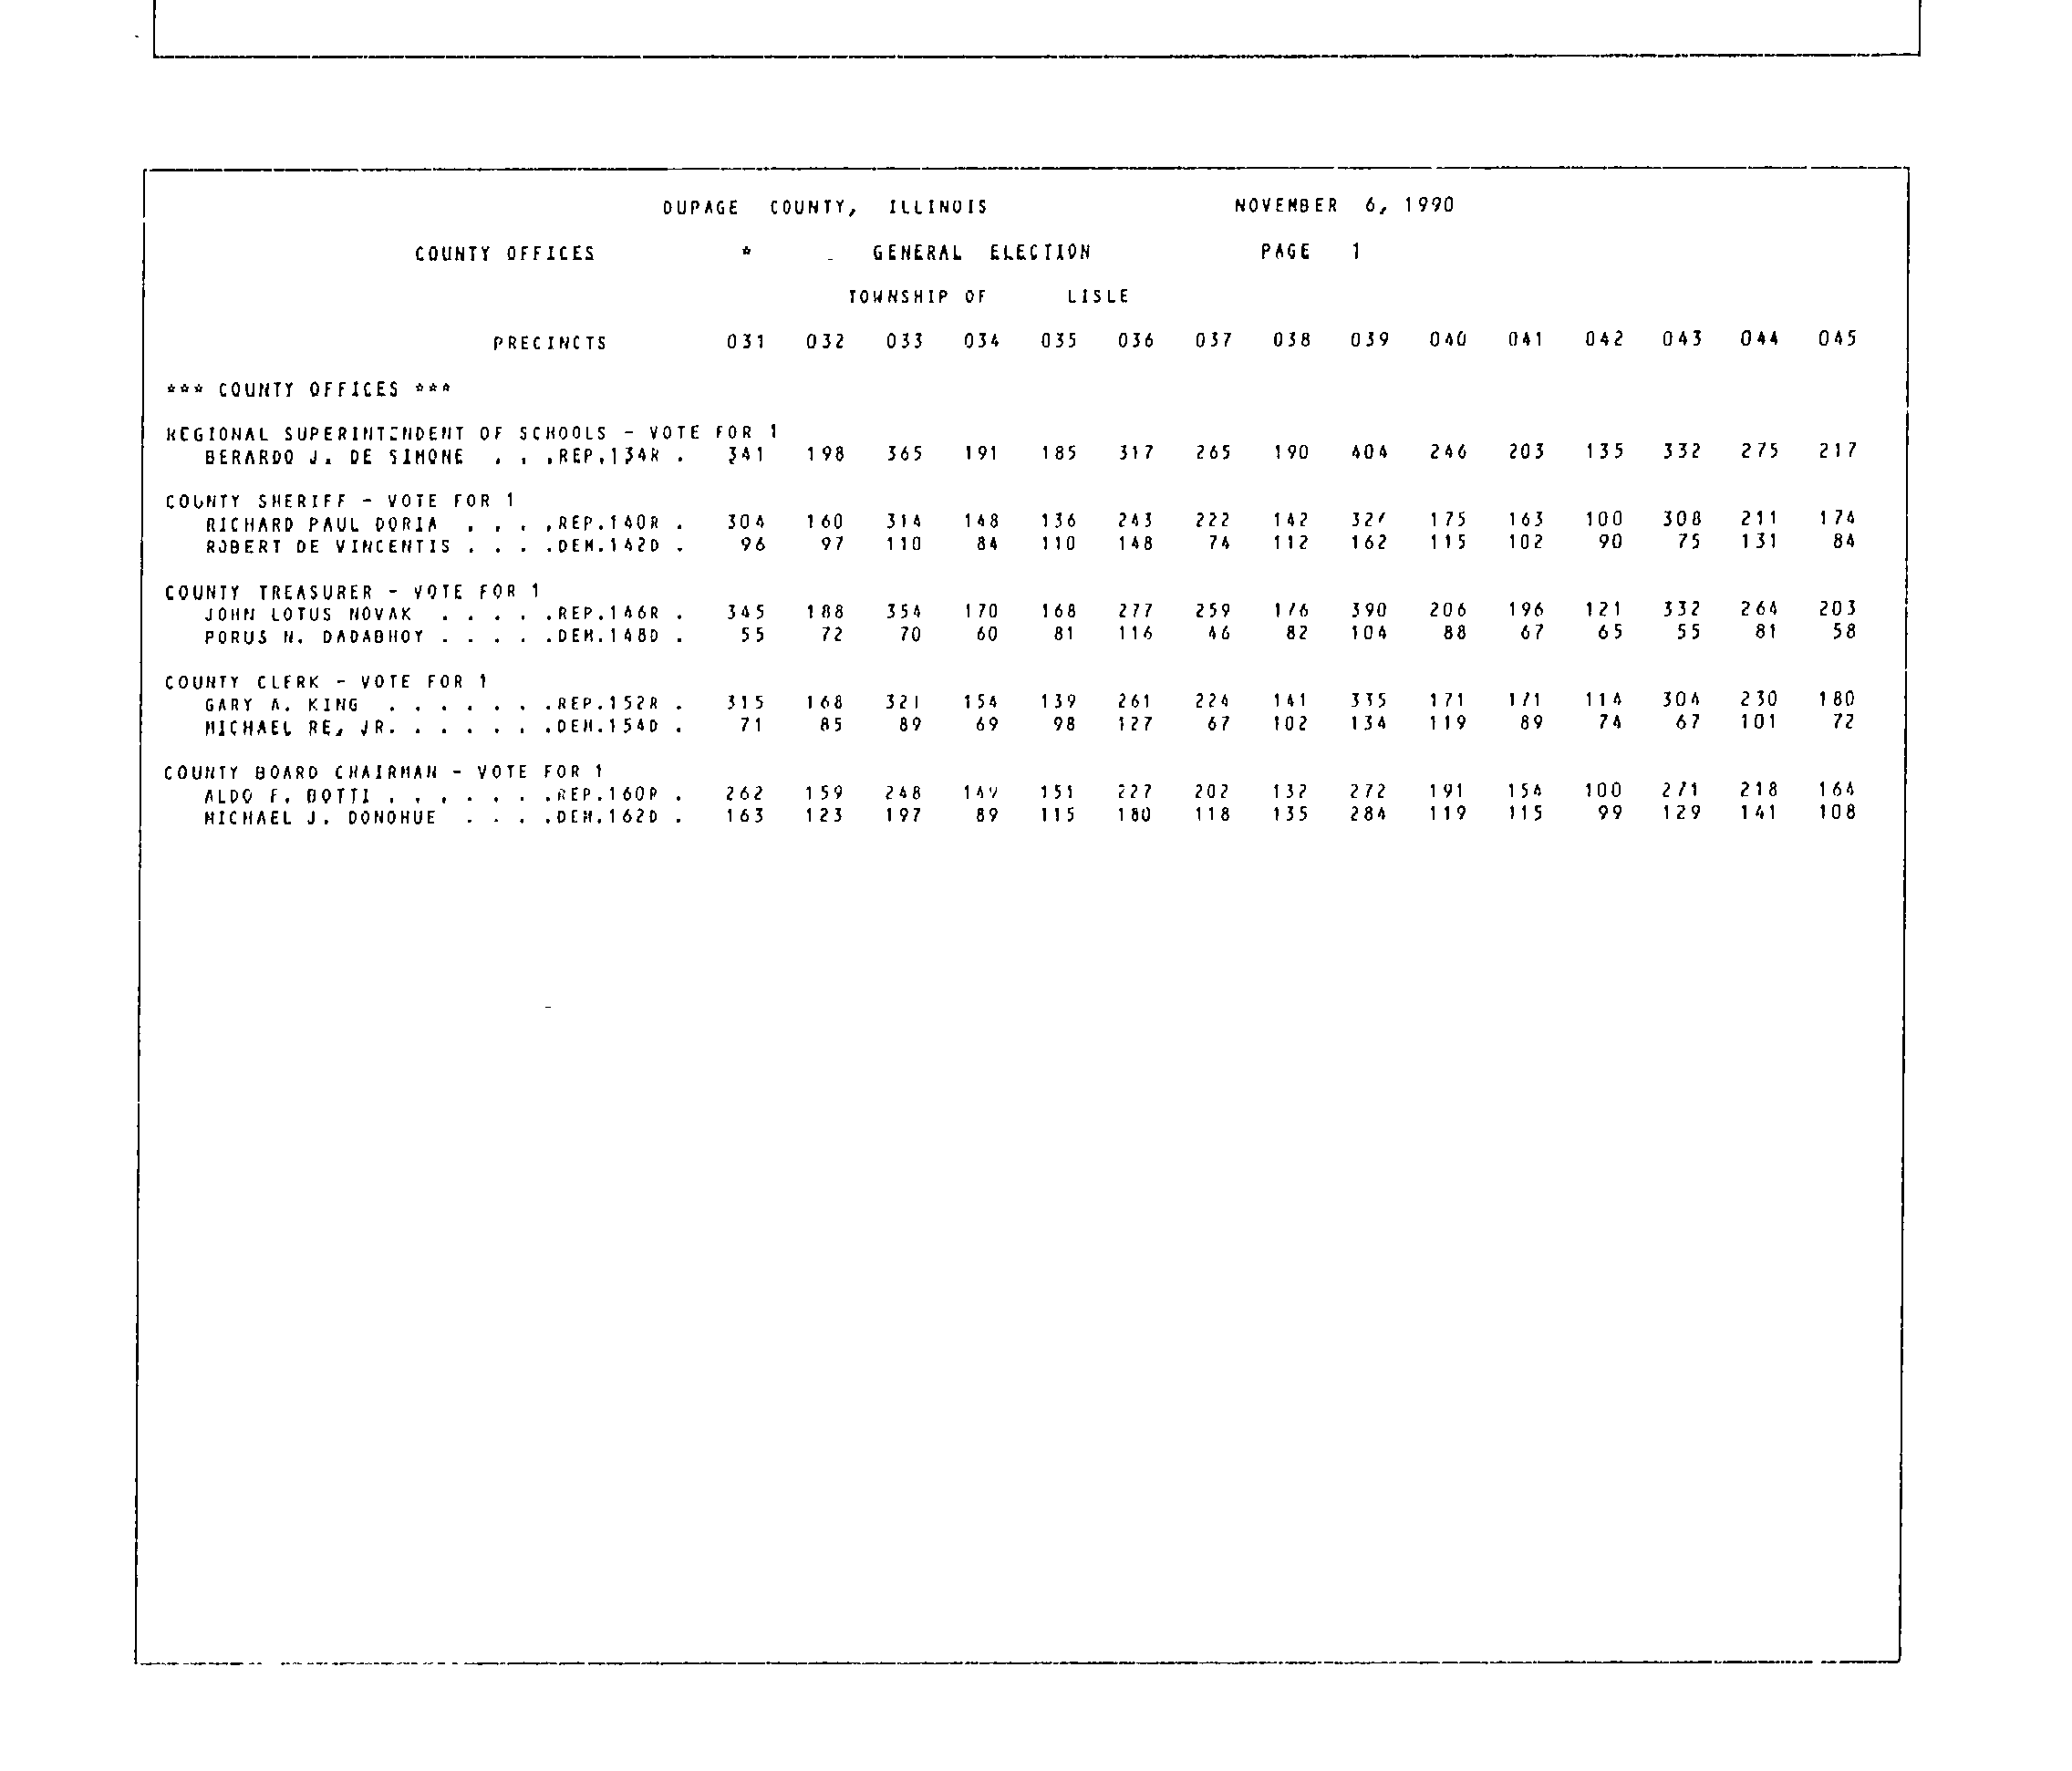 DUPAGE COUNTY, ILLINOIS NOVEMBER 6, 1990
COUNTY OFFICES * GENERAL ELECTION PAGE 1
TOWNSHIP OF LISLE
PRECINCTS 031 032 033 034 035 036 037 038 039 040 041 042 043 044 045
*** COUNTY OFFICES ***
REGIONAL SUPERINTENDENT OF SCHOOLS - VOTE FOR 1
BERARDO J. DE SIMONE . . .REP.134R . 341 198 365 191 185 317 265 190 404 246 203 135 332 275 217
COUNTY SHERIFF - VOTE FOR 1
RICHARD PAUL DORIA . . . .REP.140R . 304 160 314 148 136 243 222 142 175 163 100 308 211 174
ROBERT DE VINCENTIS . . . .DEM.142D . 96 97 110 84 110 148 74 112 162 115 102 90 75 131 84
COUNTY TREASURER - VOTE FOR 1
JOHN LOTUS NOVAK . . . . .REP.146R . 345 188 354 170 168 277 259 176 390 206 196 121 332 264 203
PORUS N. DADABHOY . . . . .DEM.148D . 55 72 70 60 81 116 46 82 104 88 67 65 55 81 58
COUNTY CLERK - VOTE FOR 1
GARY A. KING . . . . . . .REP.152R . 315 168 321 154 139 261 224 141 335 171 171 114 304 230 180
MICHAEL RE, JR. . . . . . .DEM.154D . 71 85 89 69 98 127 67 102 134 119 89 74 67 101 72
COUNTY BOARD CHAIRMAN - VOTE FOR 1
ALDO F. BOTTI . . . . . . .REP.160R . 262 159 248 149 151 227 202 132 272 191 154 100 271 218 164
MICHAEL J. DONOHUE . . . .DEM.162D . 163 123 197 89 115 180 118 135 284 119 115 99 129 141 108